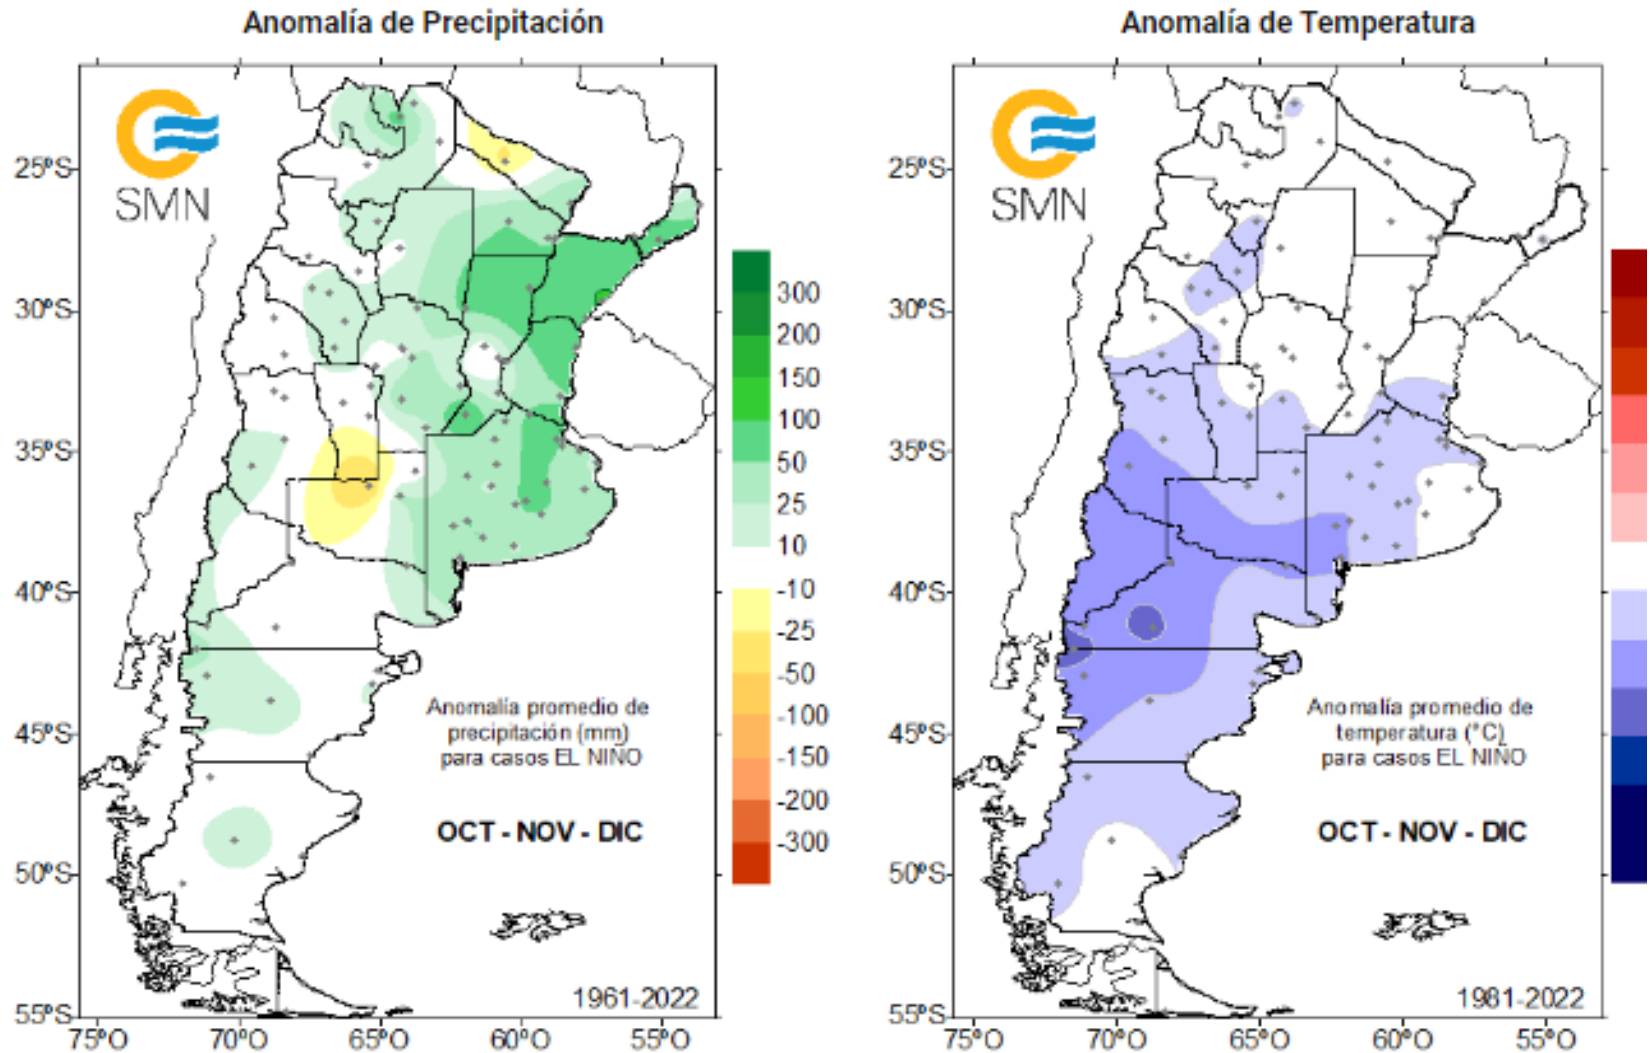 Anomalía de Precipitación
SMN
25ºS
30ºS
35ºS
40ºS
45ºS
50ºS
55ºS
75ºO 70ºO 65ºO 60ºO 55ºO
300
200
150
100
50
25
10
-10
-25
-50
-100
-150
-200
-300
Anomalía promedio de
precipitación (mm)
para casos EL NINO
OCT - NOV - DIC
1961-2022
Anomalía de Temperatura
SMN
25ºS
30ºS
35ºS
40ºS
45ºS
50ºS
55ºS
75ºO 70ºO 65ºO 60ºO 55ºO
Anomalía promedio de
temperatura (°C)
para casos EL NINO
OCT - NOV - DIC
1981-2022